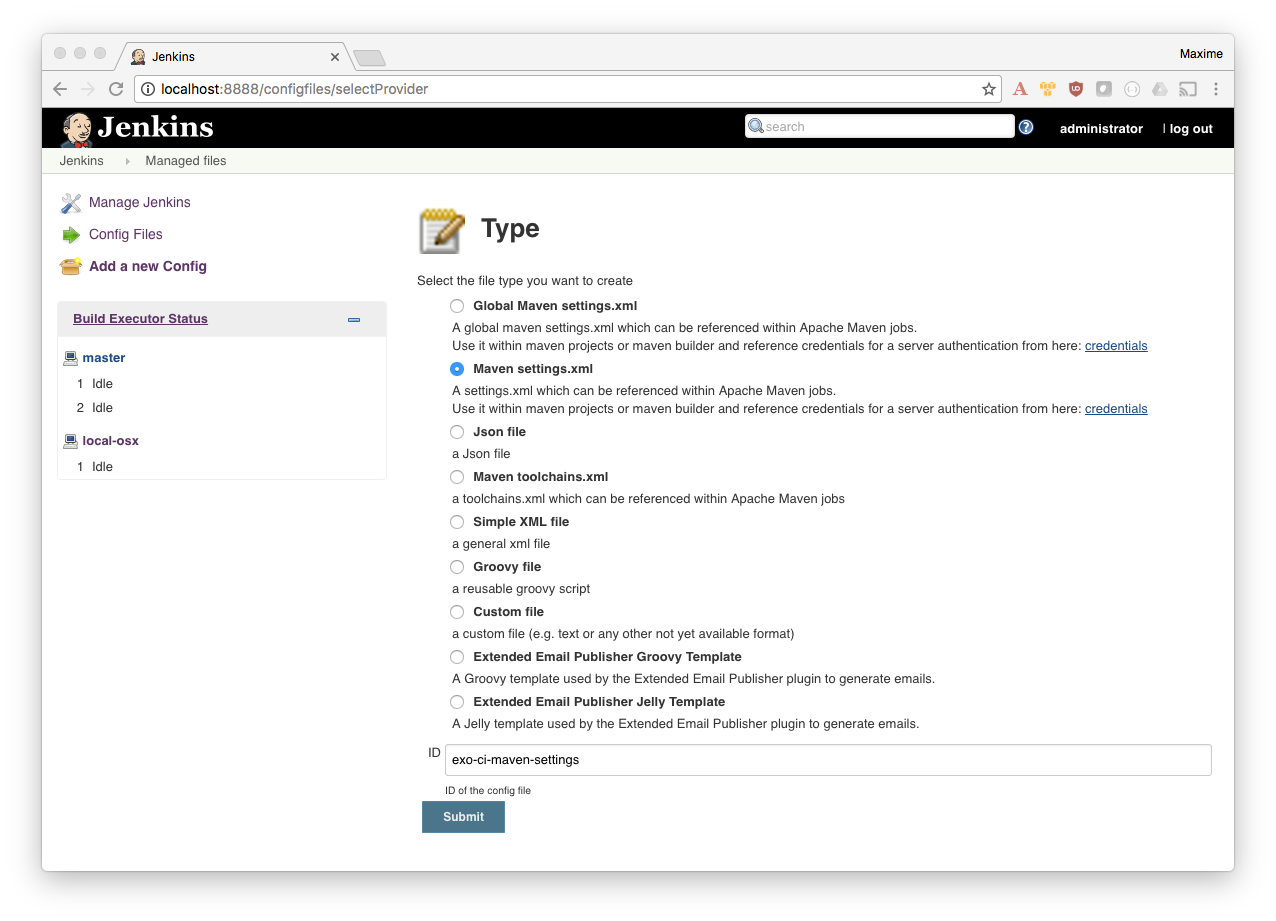 Jenkins
Maxime
localhost:8888/configfiles/selectProvider
Jenkins
search
administrator
| log out
Jenkins
Managed files
Manage Jenkins
Config Files
Add a new Config
Build Executor Status
master
1 Idle
2 Idle
local-osx
1 Idle
Type
Select the file type you want to create
Global Maven settings.xml
A global maven settings.xml which can be referenced within Apache Maven jobs.
Use it within maven projects or maven builder and reference credentials for a server authentication from here: credentials
Maven settings.xml
A settings.xml which can be referenced within Apache Maven jobs.
Use it within maven projects or maven builder and reference credentials for a server authentication from here: credentials
Json file
a Json file
Maven toolchains.xml
a toolchains.xml which can be referenced within Apache Maven jobs
Simple XML file
a general xml file
Groovy file
a reusable groovy script
Custom file
a custom file (e.g. text or any other not yet available format)
Extended Email Publisher Groovy Template
A Groovy template used by the Extended Email Publisher plugin to generate emails.
Extended Email Publisher Jelly Template
A Jelly template used by the Extended Email Publisher plugin to generate emails.
ID
exo-ci-maven-settings
ID of the config file
Submit